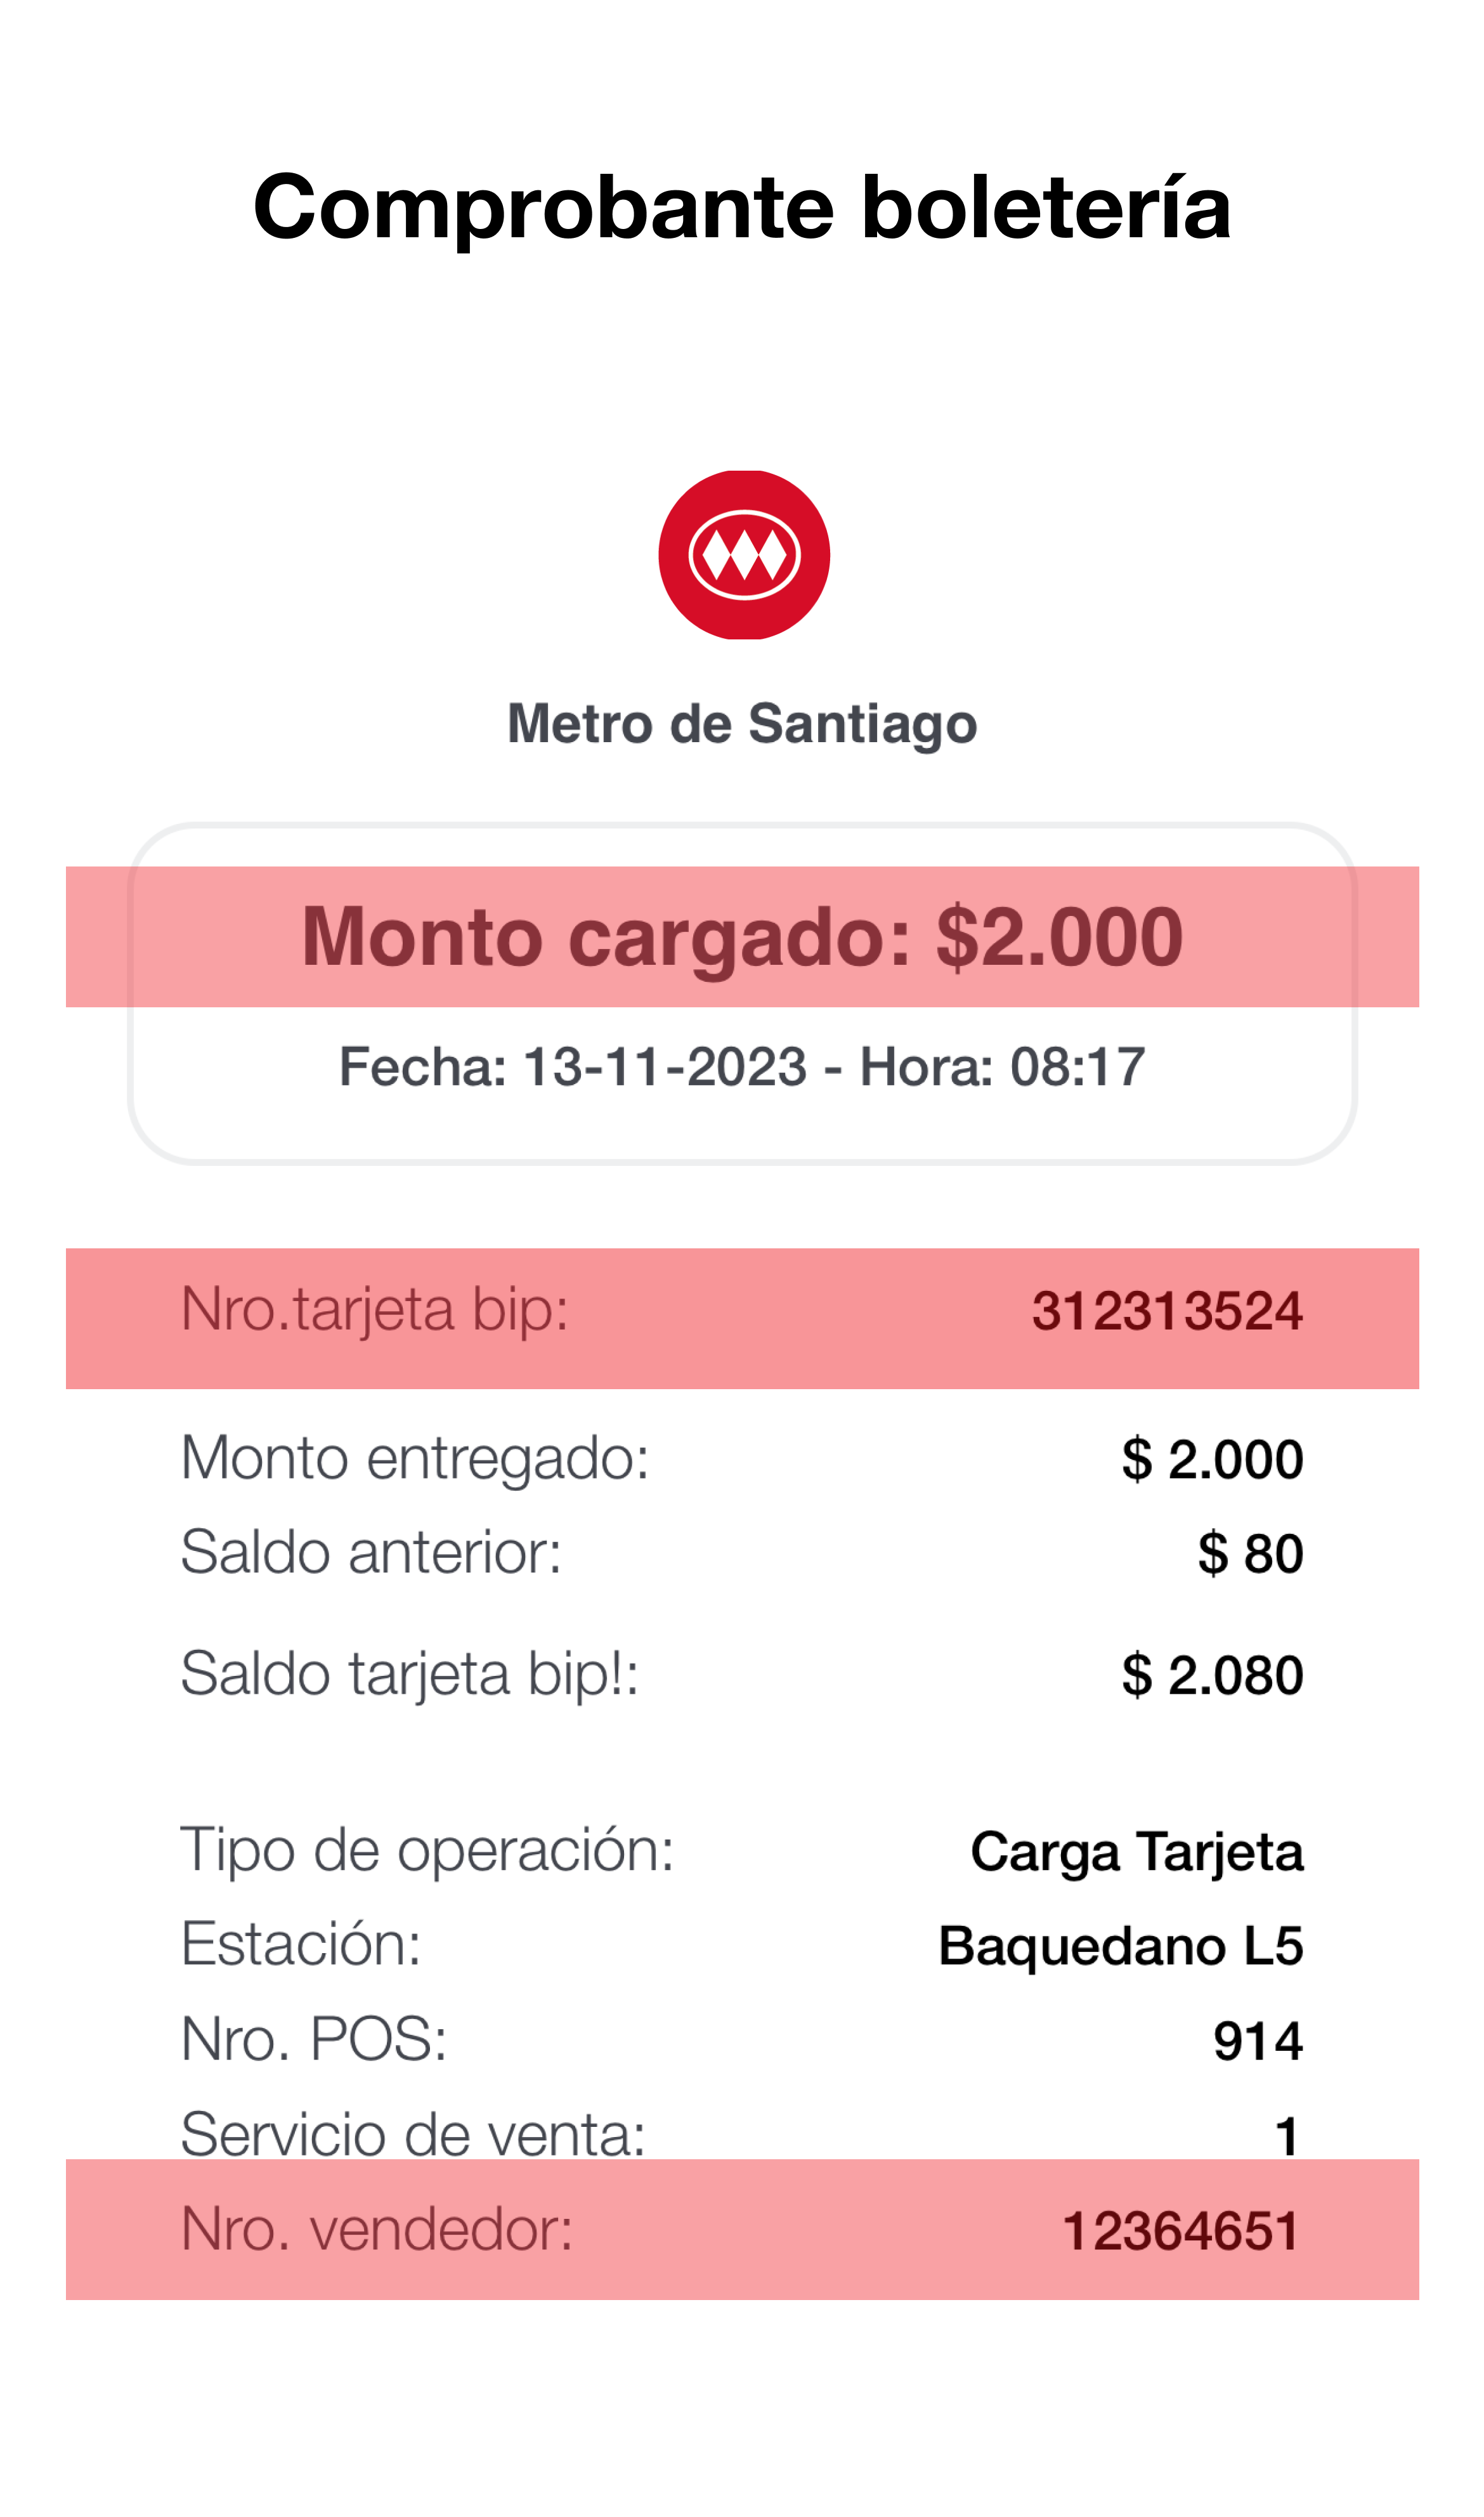 Comprobante boletería
Metro de Santiago
Monto cargado: $2.000
Fecha: 13-11-2023 - Hora: 08:17
Nro.tarjeta bip: 312313524
Monto entregado: $ 2.000
Saldo anterior: $ 80
Saldo tarjeta bip!: $ 2.080
Tipo de operación: Carga Tarjeta
Estación: Baquedano L5
Nro. POS: 914
Servicio de venta: 1
Nro. vendedor: 12364651